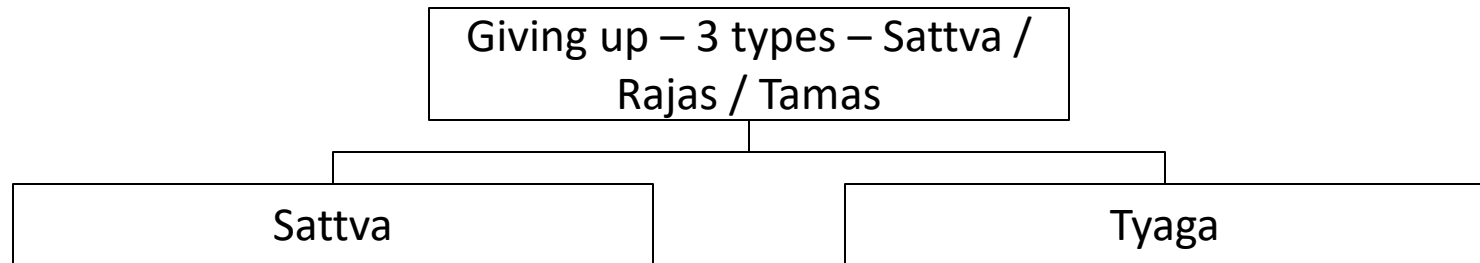 Giving up – 3 types – Sattva /
Rajas / Tamas
Sattva
Tyaga